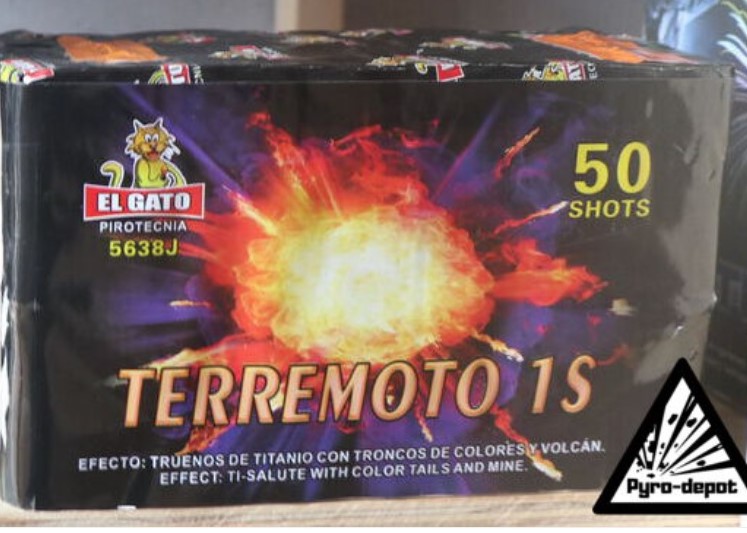 EL GATO
PIROTECNIA
5638J
50
SHOTS
TERREMOTO 1S
EFECTO: TRUENOS DE TITANIO CON TRONCOS DE COLORES Y VOLCÁN.
EFFECT: TI-SALUTE WITH COLOR TAILS AND MINE.
Pyro-depot